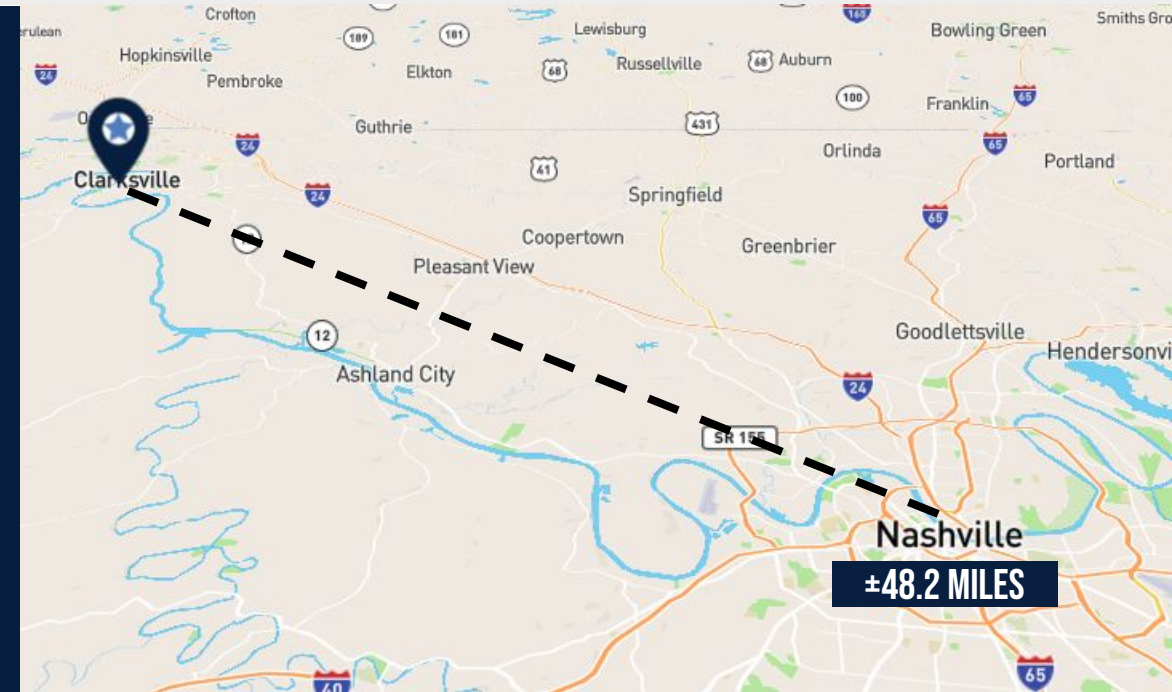 Crofton
165
Smiths Gro
erulean
Lewisburg
Bowling Green
189
181
Hopkinsville
Russellville
68
Auburn
24
Elkton
68
Pembroke
100
Franklin
65
Guthrie
431
24
65
Orlinda
Portland
41
Clarksville
24
Springfield
65
Coopertown
Greenbrier
Pleasant View
12
Goodlettsville
Hendersonvi
Ashland City
24
SR 155
Nashville
±48.2 MILES
65
40